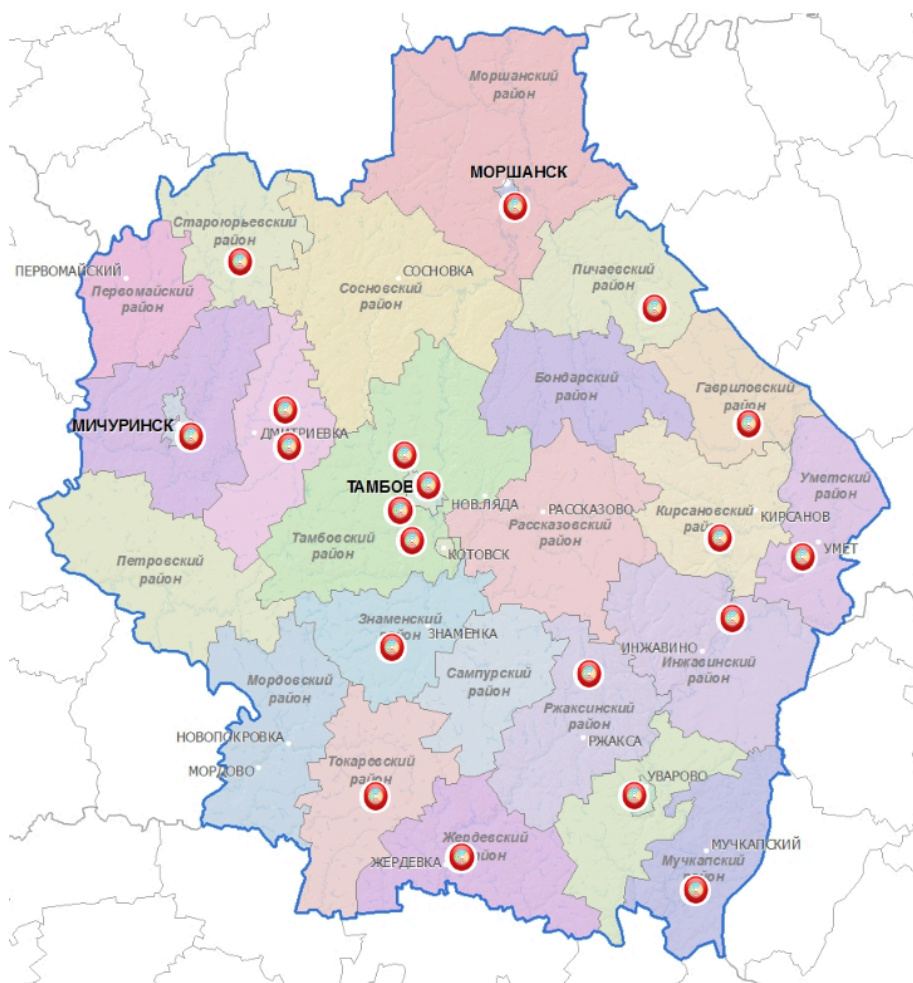 Моршанский
район
МОРШАНСК
Староюрьевский
район
ПЕРВОМАЙСКИЙ
Первомайский
район
СОСНОВКА
Сосновский
район
Пичаевский
район
Бондарский
район
Гавриловский
район
МИЧУРИНСК
ДМИТРИЕВКА
ТАМБОВ
НОВ.ЛЯДА
РАССКАЗОВО
Рассказовский
район
Уметский
район
Кирсановский
район
КИРСАНОВ
УМЕТ
Тамбовский
район
КОТОВСК
Петровский
район
Знаменский
район
ЗНАМЕНКА
ИНЖАВИНО
Инжавинский
район
Сампурский
район
Мордовский
район
Ржаксинский
район
РЖАКСА
НОВОПОКРОВКА
МОРДОВО
Токаревский
район
УВАРОВО
Жердевский
район
ЖЕРДЕВКА
МУЧКАПСКИЙ
Мучкапский
район